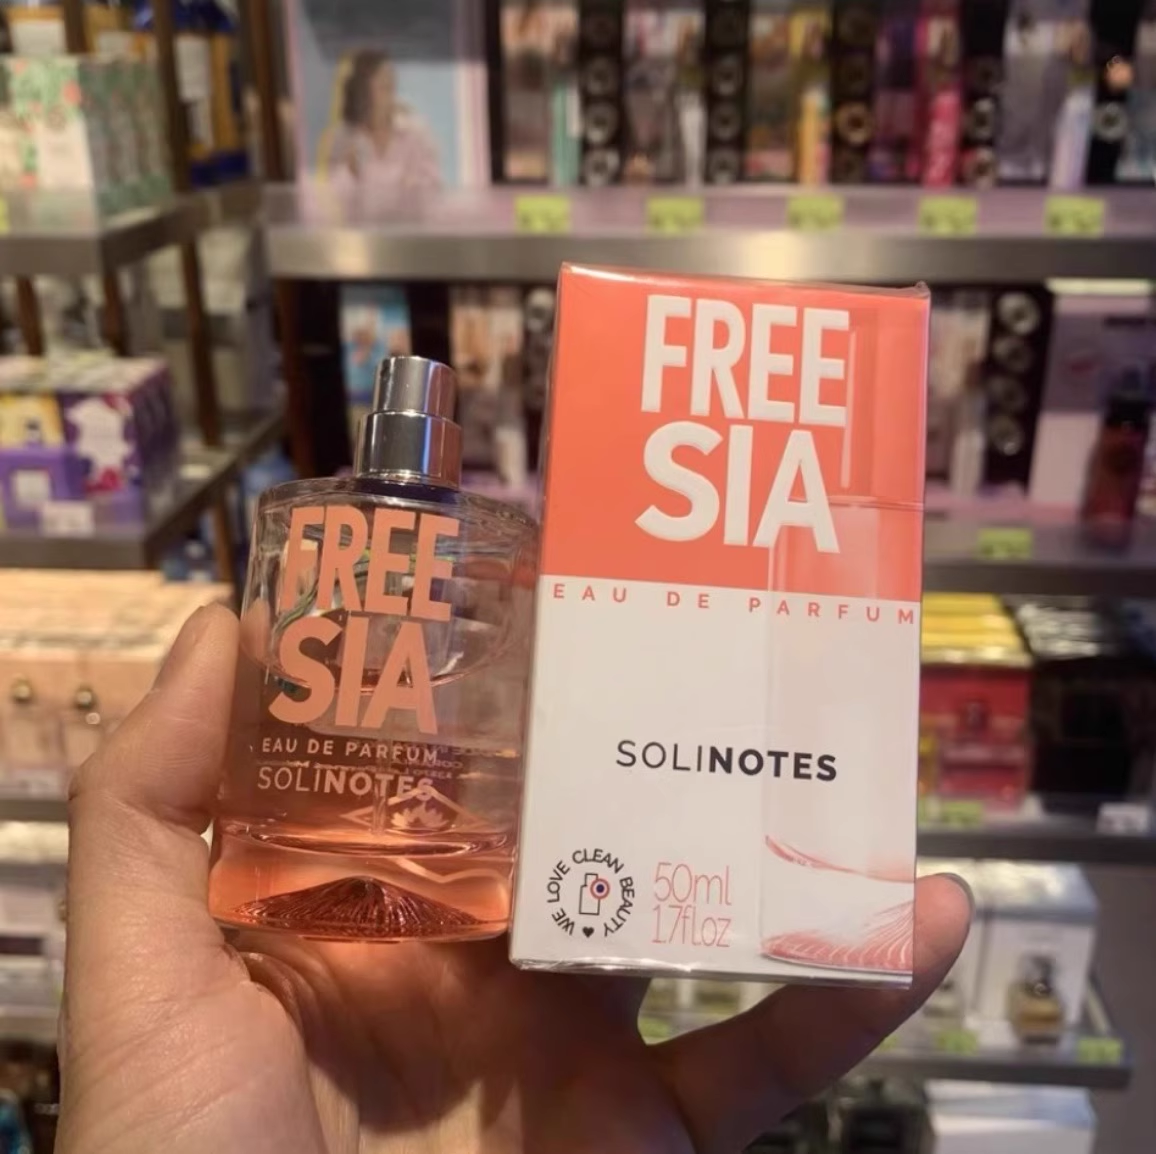 FREE
SIA
EAU DE PARFUM
SOLINOTES
FREE
SIA
EAU DE PARFUM
SOLINOTES
WE LOVE CLEAN BEAUTY
50ml
1.7fl.oz